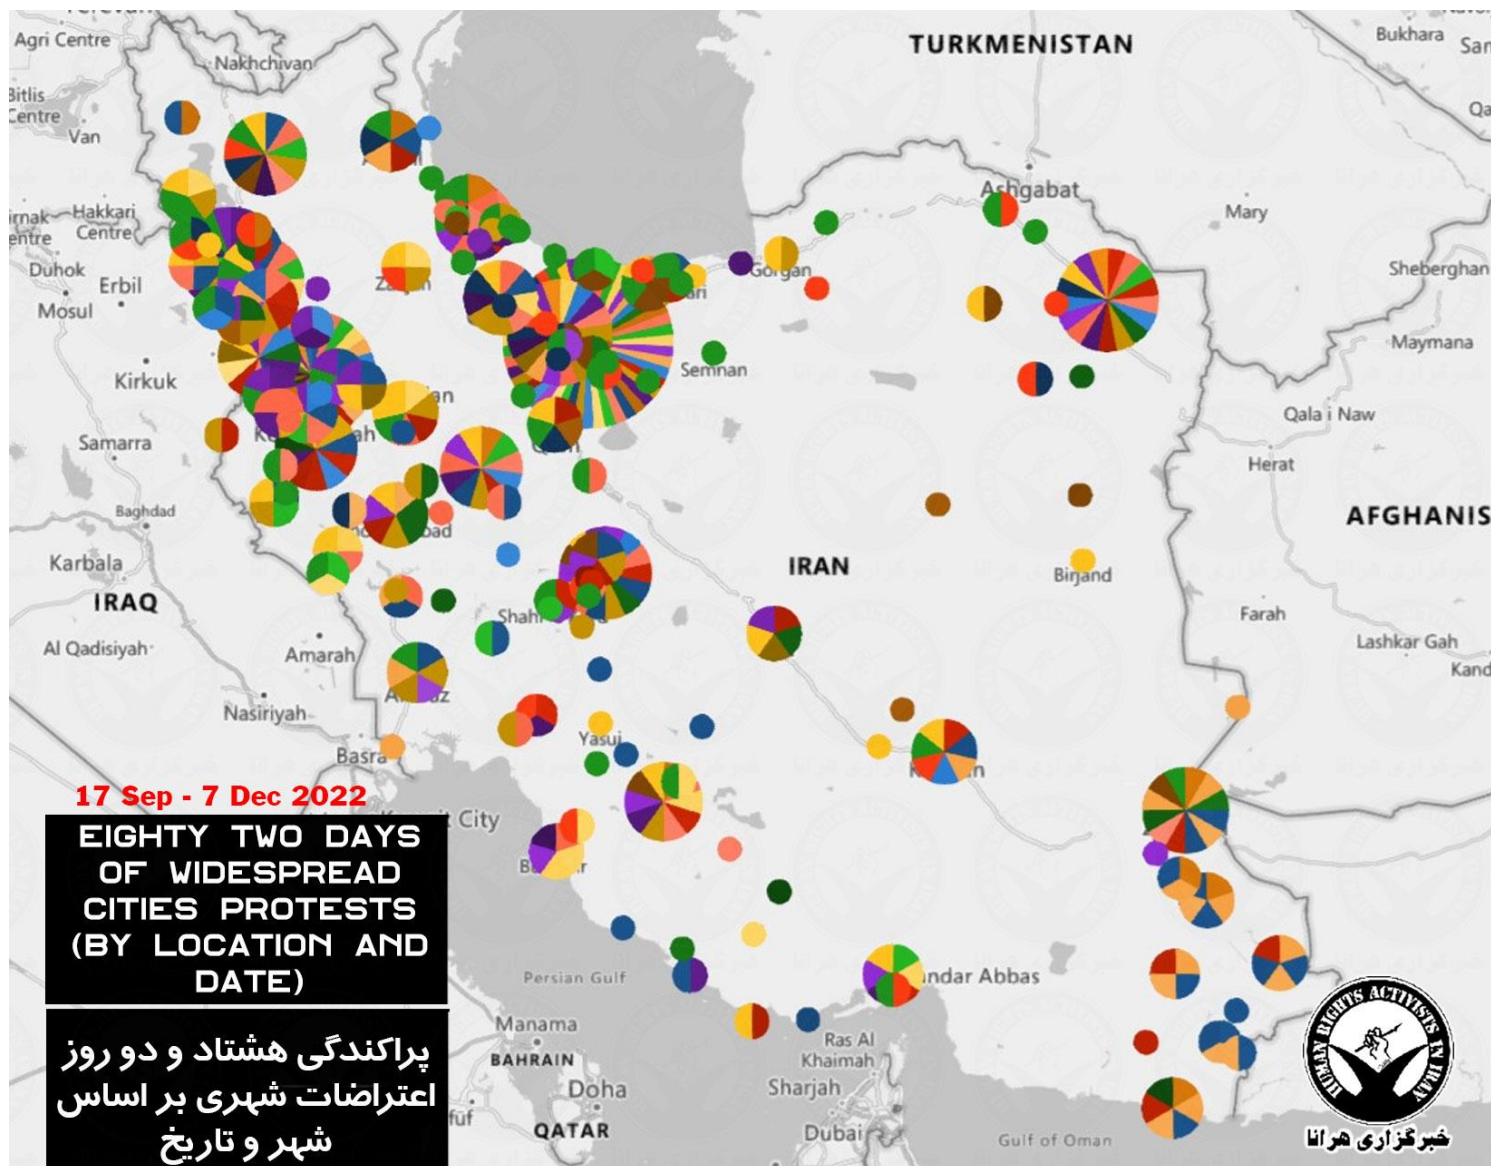 TURKMENISTAN
Agri Centre
Bukhara
Nakhchivan
Bitlis
Centre
Van
Ashgabat
Mary
Hakkari
Centre
Duhok
Erbil
Mosul
Gorgan
Sheberghan
Semnan
Maymana
Kirkuk
Qala i Naw
Samarra
Herat
Baghdad
AFGHANIS
Karbala
IRAN
Birjand
IRAQ
Farah
Al Qadisiyah
Amarah
Lashkar Gah
Kand
Nasiriyah
Yasuj
Basra
17 Sep - 7 Dec 2022
City
EIGHTY TWO DAYS
OF WIDESPREAD
CITIES PROTESTS
(BY LOCATION AND
DATE)
Persian Gulf
ndar Abbas
پراکندگی هشتاد و دو روز
اعتراضات شهری بر اساس
شهر و تاریخ
Manama
BAHRAIN
Ras Al
Khaimah
Doha
Sharjah
QATAR
Dubai
Gulf of Oman
HUMAN RIGHTS ACTIVISTS IN IRAN
خبرگزاری هرانا